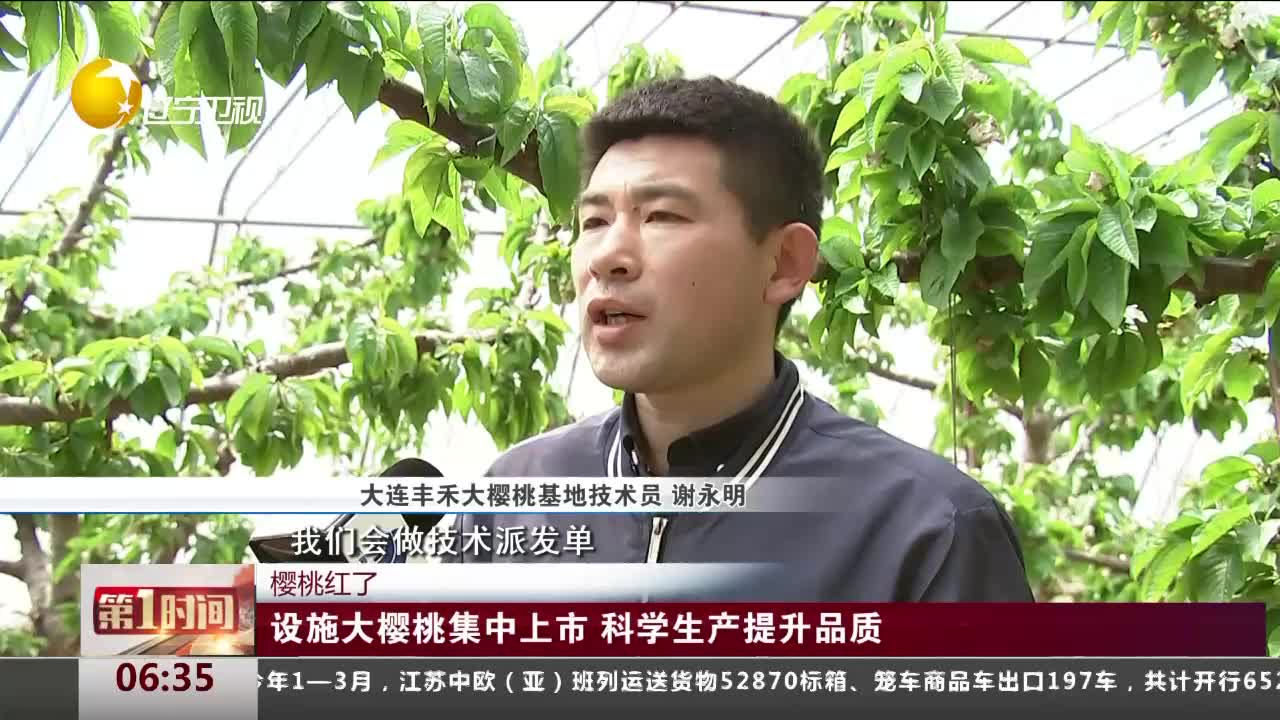 辽宁卫视
大连丰禾大樱桃基地技术员 谢永明
我们会做技术派发单
樱桃红了
第1时间
设施大樱桃集中上市 科学生产提升品质
06:35
今年1—3月，江苏中欧（亚）班列运送货物52870标箱、笼车商品车出口197车，共计开行652